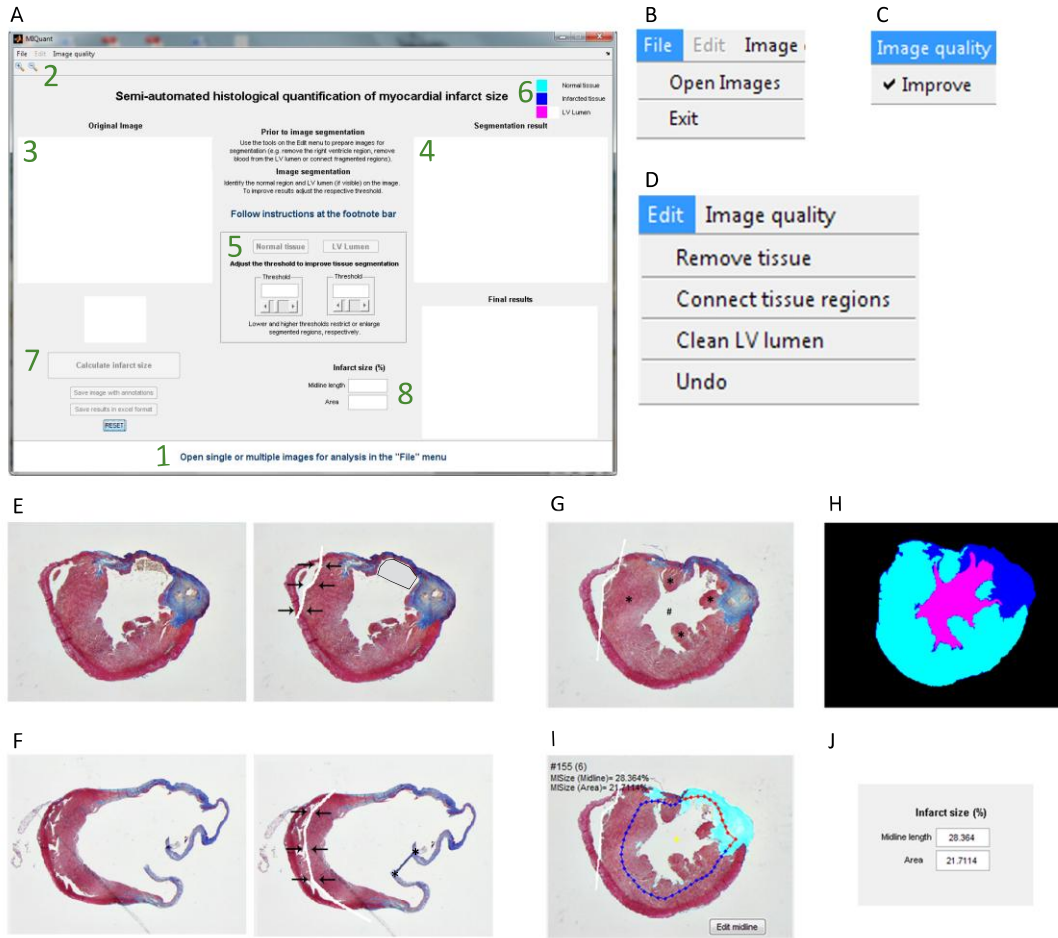 A
MIQuant
File Edit Image quality
2
6
Normal tissue
Infarcted tissue
LV Lumen
Semi-automated histological quantification of myocardial infarct size
Original Image
3
Prior to image segmentation
Use the tools on the Edit menu to prepare images for
segmentation (e.g. remove the right ventricle region, remove
blood from the LV lumen or connect fragmented regions).
Image segmentation
Identify the normal region and LV lumen (if visible) on the image.
To improve results adjust the respective threshold.
Follow instructions at the footnote bar
5
Normal tissue LV Lumen
Adjust the threshold to improve tissue segmentation
Threshold Threshold
Lower and higher thresholds restrict or enlarge
segmented regions, respectively.
Segmentation result
4
Final results
7
Calculate infarct size
Save image with annotations
Save results in excel format
RESET
Infarct size (%)
Midline length
Area
8
1
Open single or multiple images for analysis in the "File" menu
B
File Edit Image
Open Images
Exit
C
Image quality
✔ Improve
D
Edit Image quality
Remove tissue
Connect tissue regions
Clean LV lumen
Undo
E
G
*
*
*
*
#
H
F
*
*
I
#155 (6)
MISize (Midline)= 28.364%
MISize (Area)= 21.7114%
Edit midline
J
Infarct size (%)
Midline length 28.364
Area 21.7114